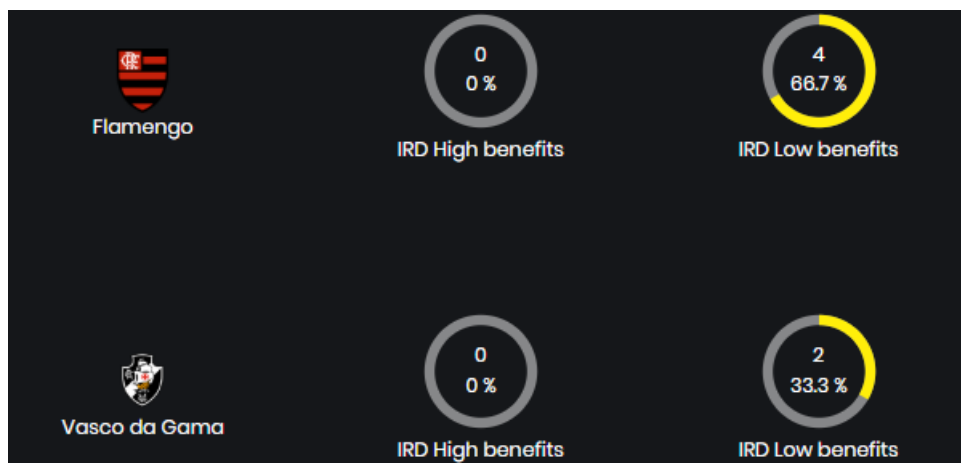 0
0 %
IRD High benefits
4
66.7 %
IRD Low benefits
Flamengo
0
0 %
IRD High benefits
2
33.3 %
IRD Low benefits
Vasco da Gama